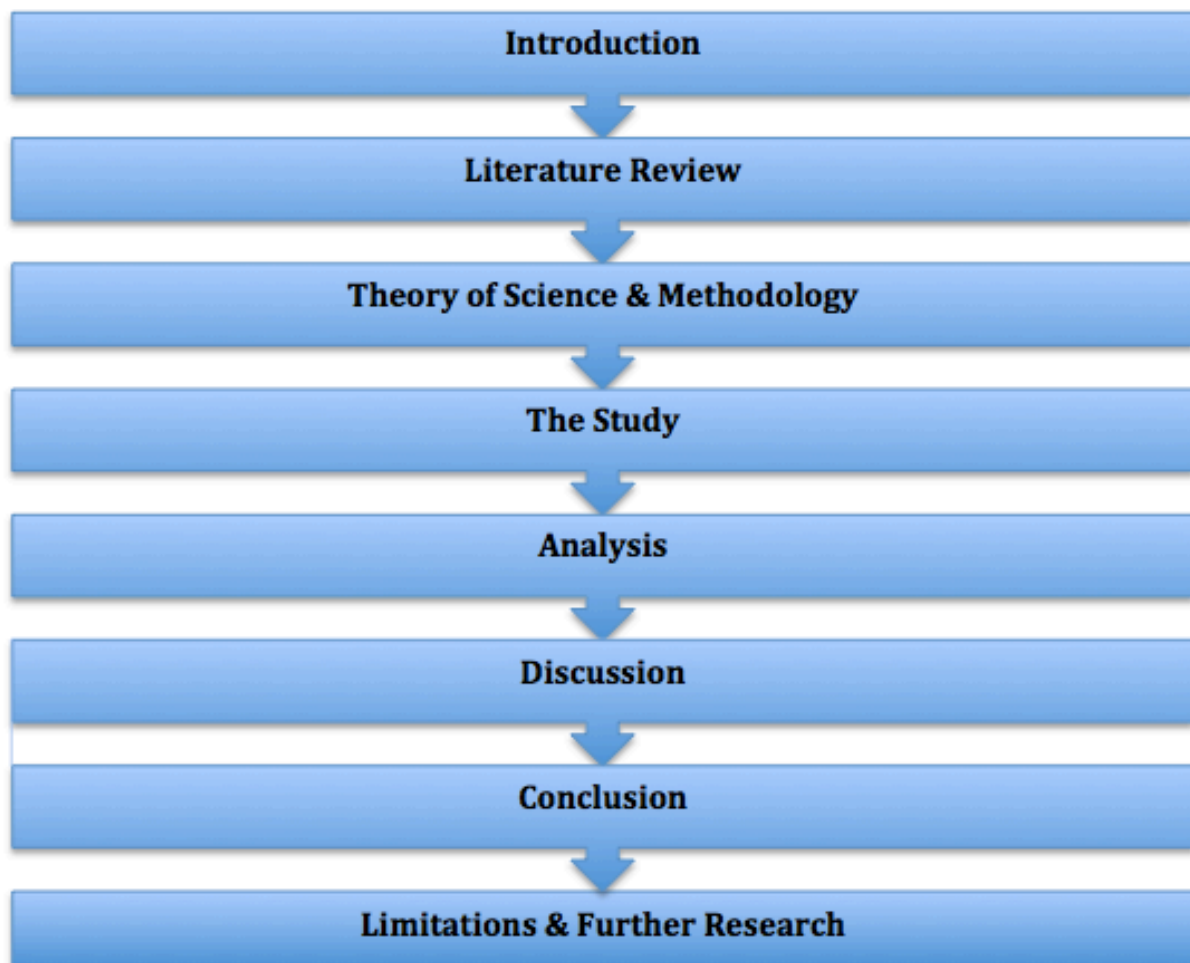 Introduction
Literature Review
Theory of Science & Methodology
The Study
Analysis
Discussion
Conclusion
Limitations & Further Research